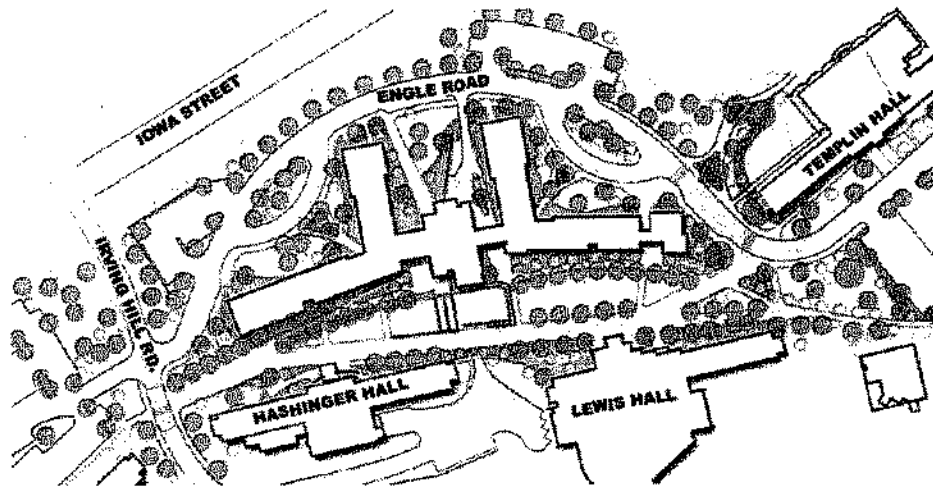 IOWA STREET
ENGLE ROAD
TEMPLIN HALL
IRVING HILL RD.
HASHINGER HALL
LEWIS HALL